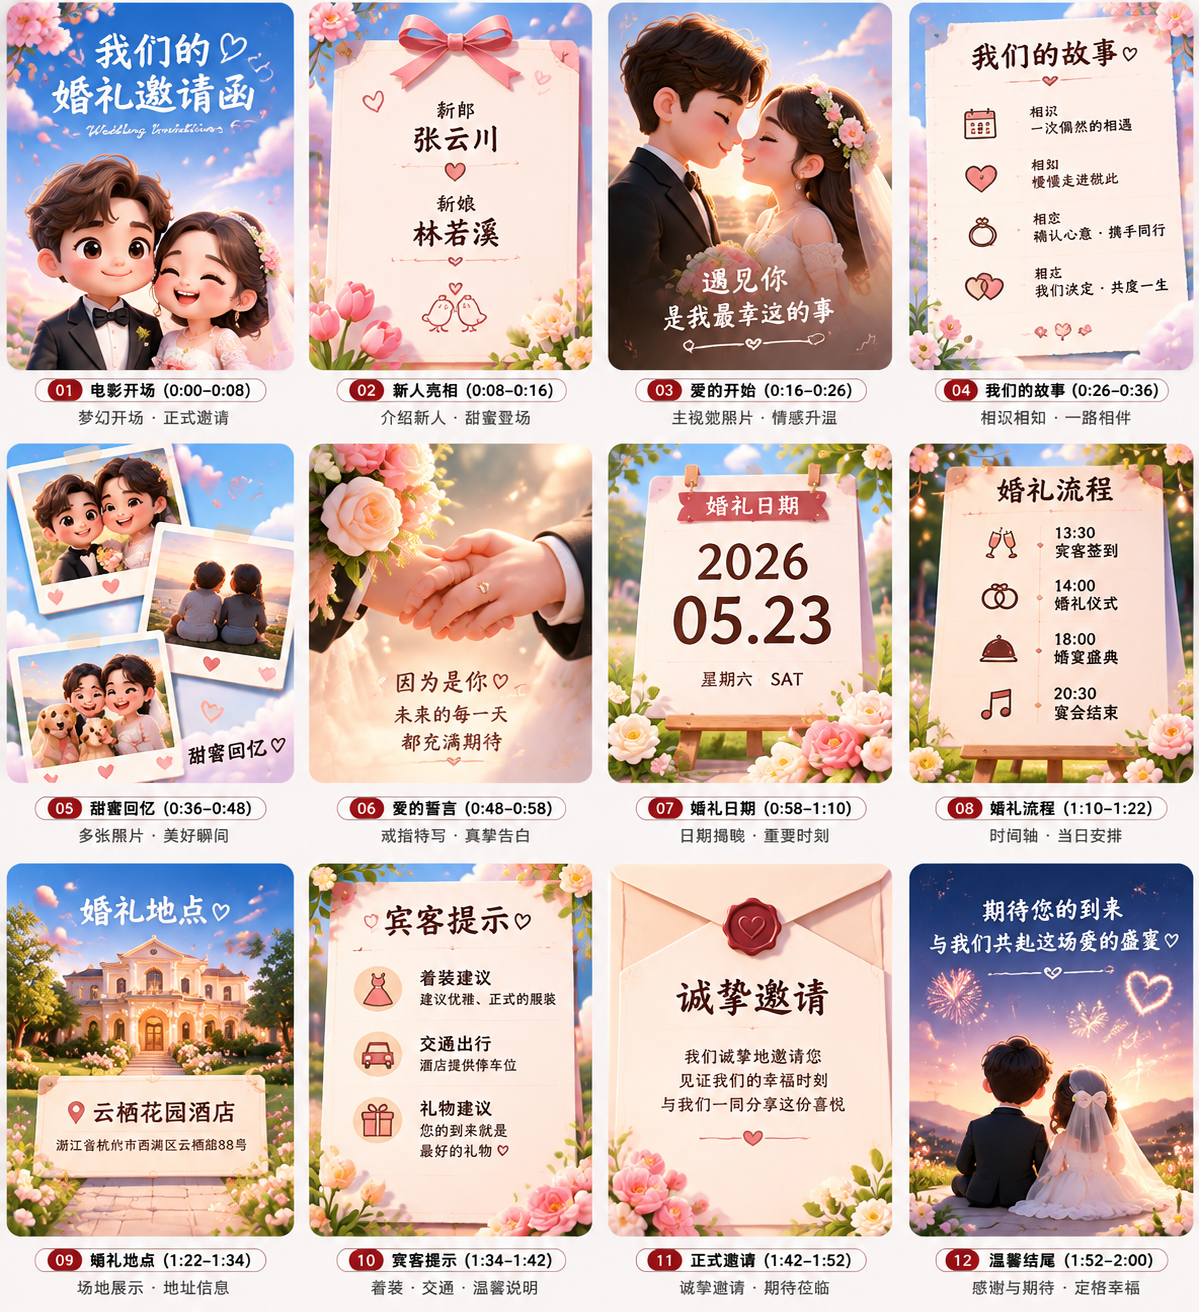 我们的
婚礼邀请函
Wedding
新郎
张云川
新娘
林若溪
遇见你
是我最幸这的事
我们的故事
相识
一次偶然的相遇
相知
慢慢走进彼此
相恋
确认心意·携手同行
我们决定·共度一生
01 电影开场 (0:00–0:08)
梦幻开场·正式邀请
02 新人亮相 (0:08–0:16)
介绍新人·甜蜜登场
03 爱的开始 (0:16–0:26)
主视觉照片·情感升温
04 我们的故事 (0:26–0:36)
相识相知·一路相伴
甜蜜回忆
因为是你
未来的每一天
都充满期待
婚礼日期
2026
05.23
星期六 SAT
婚礼流程
13:30
宾客签到
14:00
婚礼仪式
18:00
婚宴盛典
20:30
宴会结束
05 甜蜜回忆 (0:36–0:48)
多张照片·美好瞬间
06 爱的誓言 (0:48–0:58)
戒指特写·真挚告白
07 婚礼日期 (0:58–1:10)
日期揭晚·重要时刻
08 婚礼流程 (1:10–1:22)
时间轴·当日安排
婚礼地点
云栖花园酒店
浙江省杭州市西湖区云栖路88号
宾客提示
着装建议
建议优雅、正式的服装
交通出行
酒店提供停车位
礼物建议
您的到来就是
最好的礼物
诚挚邀请
我们诚挚地邀请您
见证我们的幸福时刻
与我们一同分享这份喜悦
期待您的到来
与我们共赴这场爱的盛宴
09 婚礼地点 (1:22–1:34)
场地展示·地址信息
10 宾客提示 (1:34–1:42)
着装·交通·温馨说明
11 正式邀请 (1:42–1:52)
诚挚邀请·期待莅临
12 温馨结尾 (1:52–2:00)
感谢与期待·定格幸福